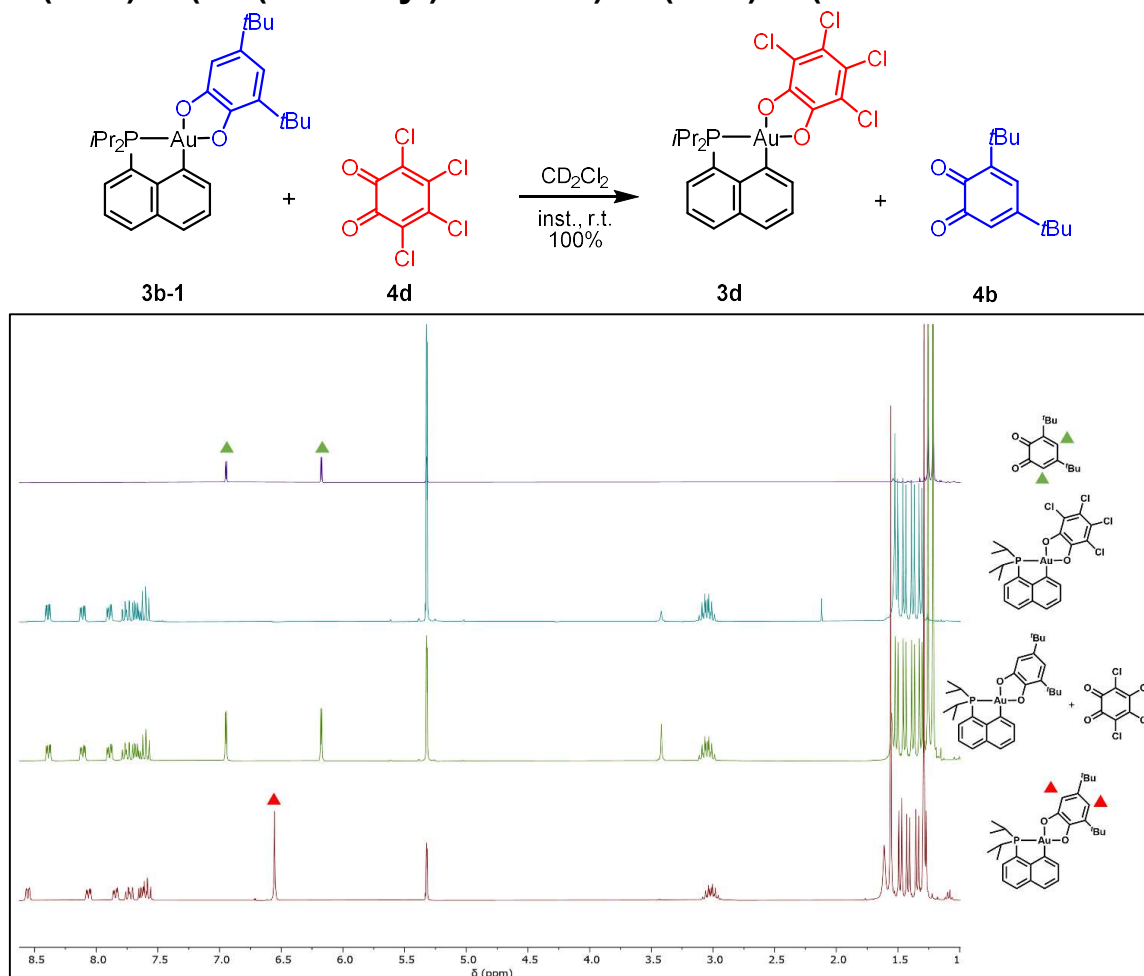 tBu
O
tBu
iPr2P
Au
O
3b-1
+
Cl
Cl
O
O
Cl
Cl
4d
CD2Cl2
inst., r.t.
100%
Cl
Cl
Cl
O
Cl
iPr2P
Au
O
3d
+
tBu
O
O
tBu
4b
tBu
O
O
tBu
Cl
Cl
Cl
O
Cl
P
Au
O
tBu
O
tBu
P
Au
O
+
Cl
O
O
Cl
tBu
O
tBu
P
Au
O
8.5 8.0 7.5 7.0 6.5 6.0 5.5 5.0 4.5 4.0 3.5 3.0 2.5 2.0 1.5 1
δ (ppm)